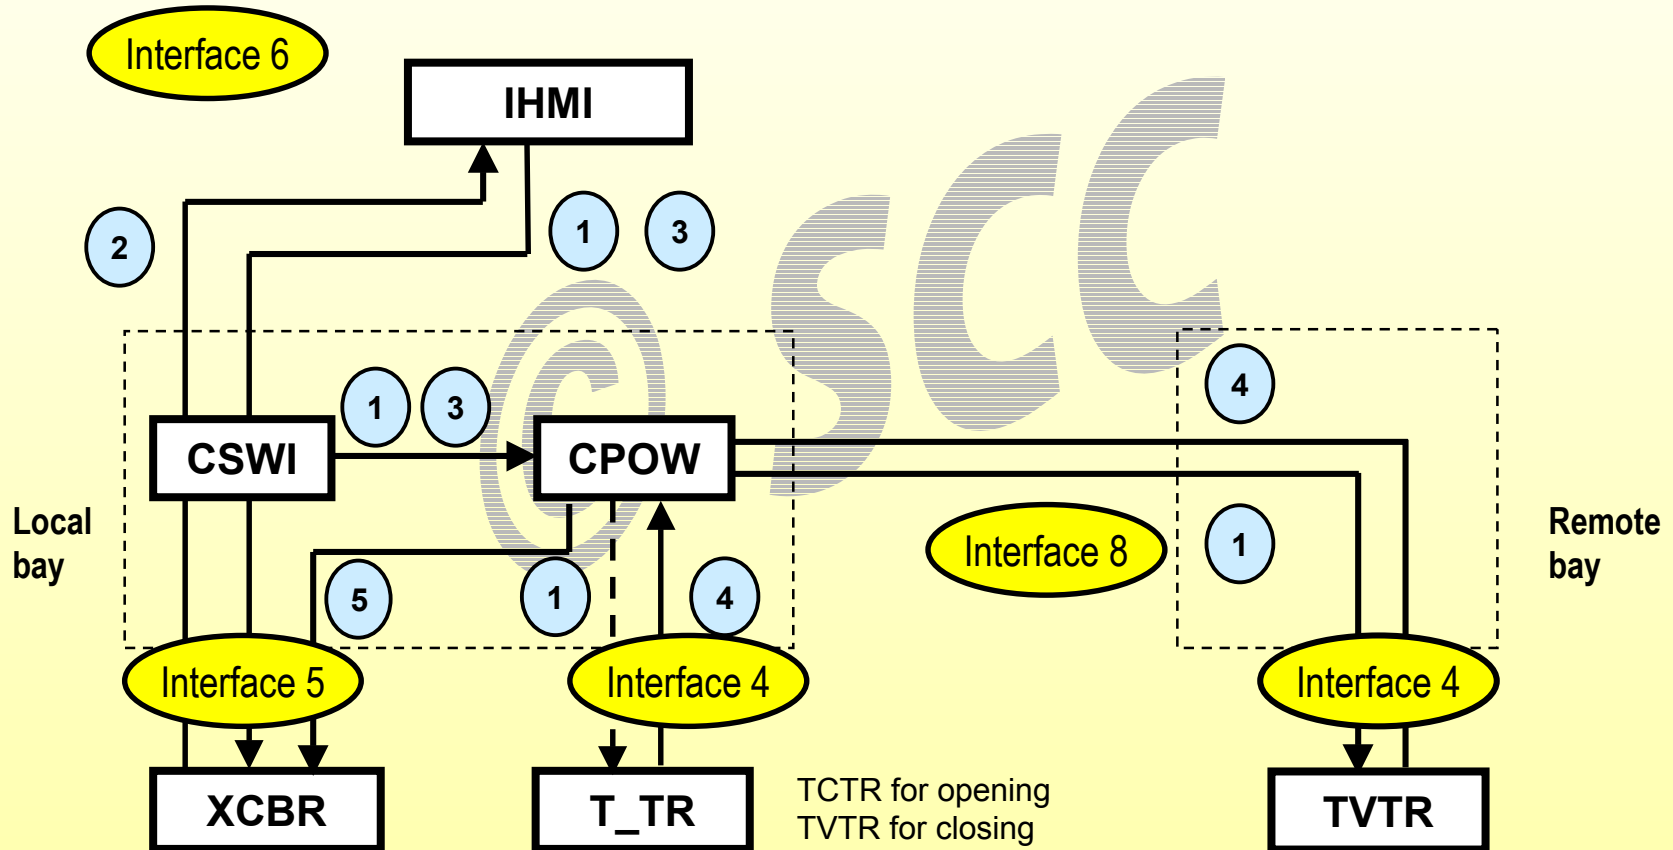 Interface 6
IHMI
2
1
3
© SCC
4
1
3
CSWI
CPOW
Local
bay
Interface 8
1
Remote
bay
5
1
4
Interface 5
Interface 4
Interface 4
XCBR
T_TR
TCTR for opening
TVTR for closing
TVTR